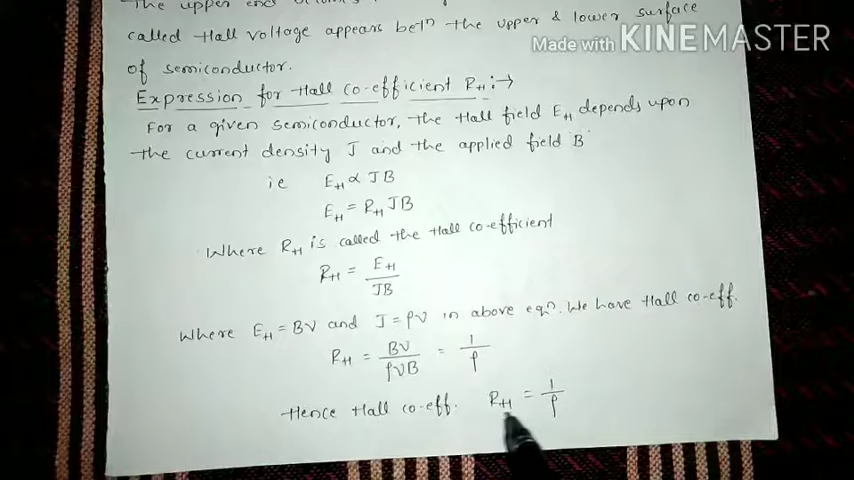 The upper end
called Hall voltage appears betn the upper & lower surface
of semiconductor.
Made with KINEMASTER
Expression for Hall co-efficient RH :→
For a given semiconductor, the Hall field EH depends upon
the current density J and the applied field B
ie EH ∝ JB
EH = RH JB
Where RH is called the Hall co-efficient
RH = EH / JB
Where EH = BV and J = ρV in above eqn. We have Hall co-eff.
RH = BV / ρVB = 1 / ρ
Hence Hall co-eff. RH = 1 / ρ